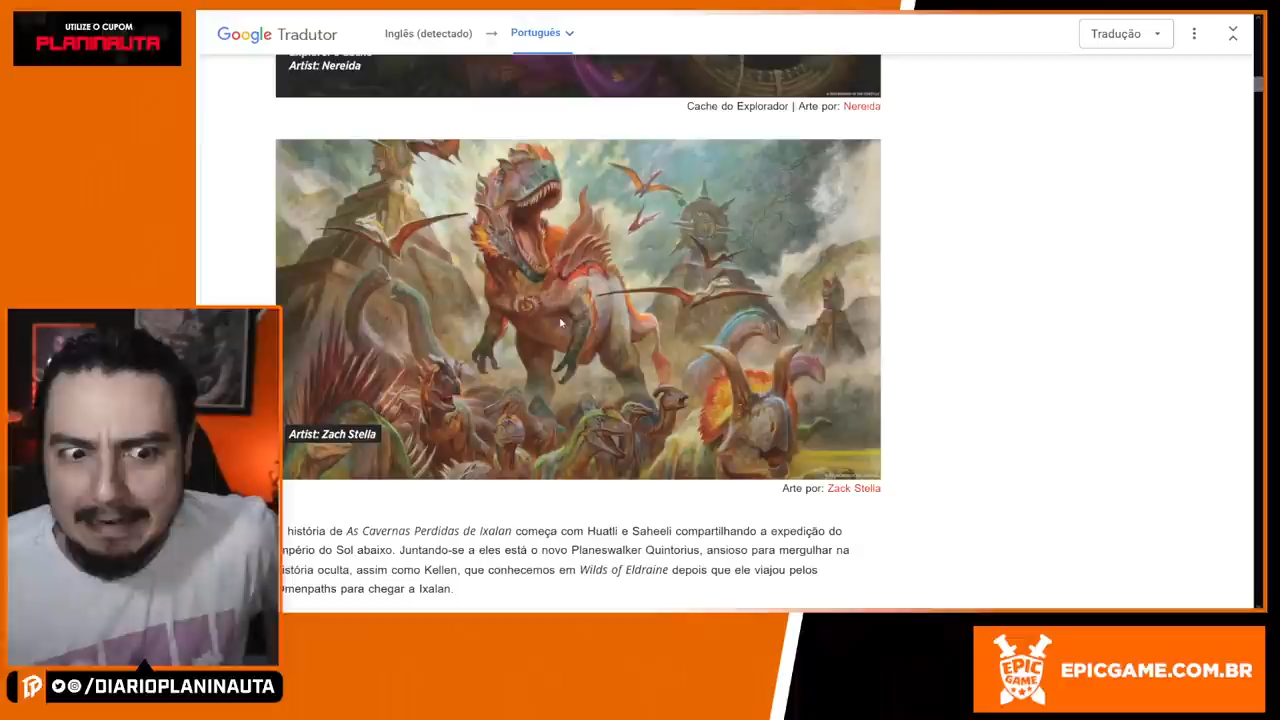 UTILIZE O CUPOM
PLANINAUTA
Google Tradutor
Inglês (detectado) → Português
Tradução
Artist: Nereida
Cache do Explorador | Arte por: Nereida
Artist: Zach Stella
Arte por: Zack Stella
história de As Cavernas Perdidas de Ixalan começa com Huatli e Saheeli compartilhando a expedição do
mpério do Sol abaixo. Juntando-se a eles está o novo Planeswalker Quintorius, ansioso para mergulhar na
istória oculta, assim como Kellen, que conhecemos em Wilds of Eldraine depois que ele viajou pelos
Omenpaths para chegar a Ixalan.
/DIARIOPLANINAUTA
EPIC GAME
EPICGAME.COM.BR